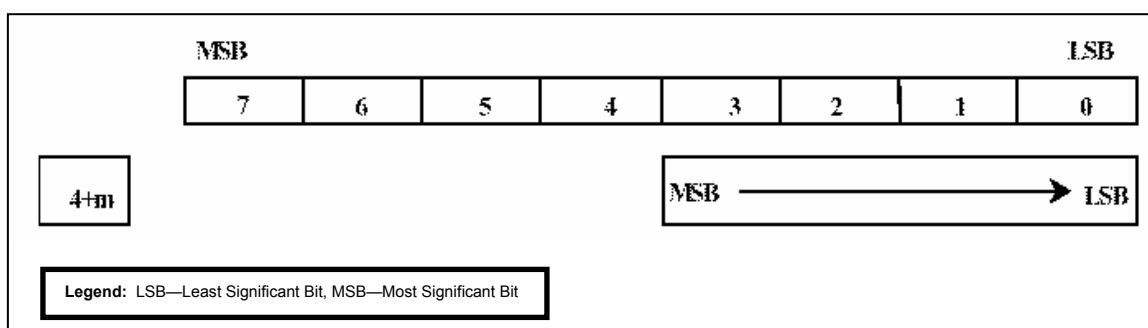 MSB LSB
7 6 5 4 3 2 1 0
4+m MSB LSB
Legend: LSB—Least Significant Bit, MSB—Most Significant Bit